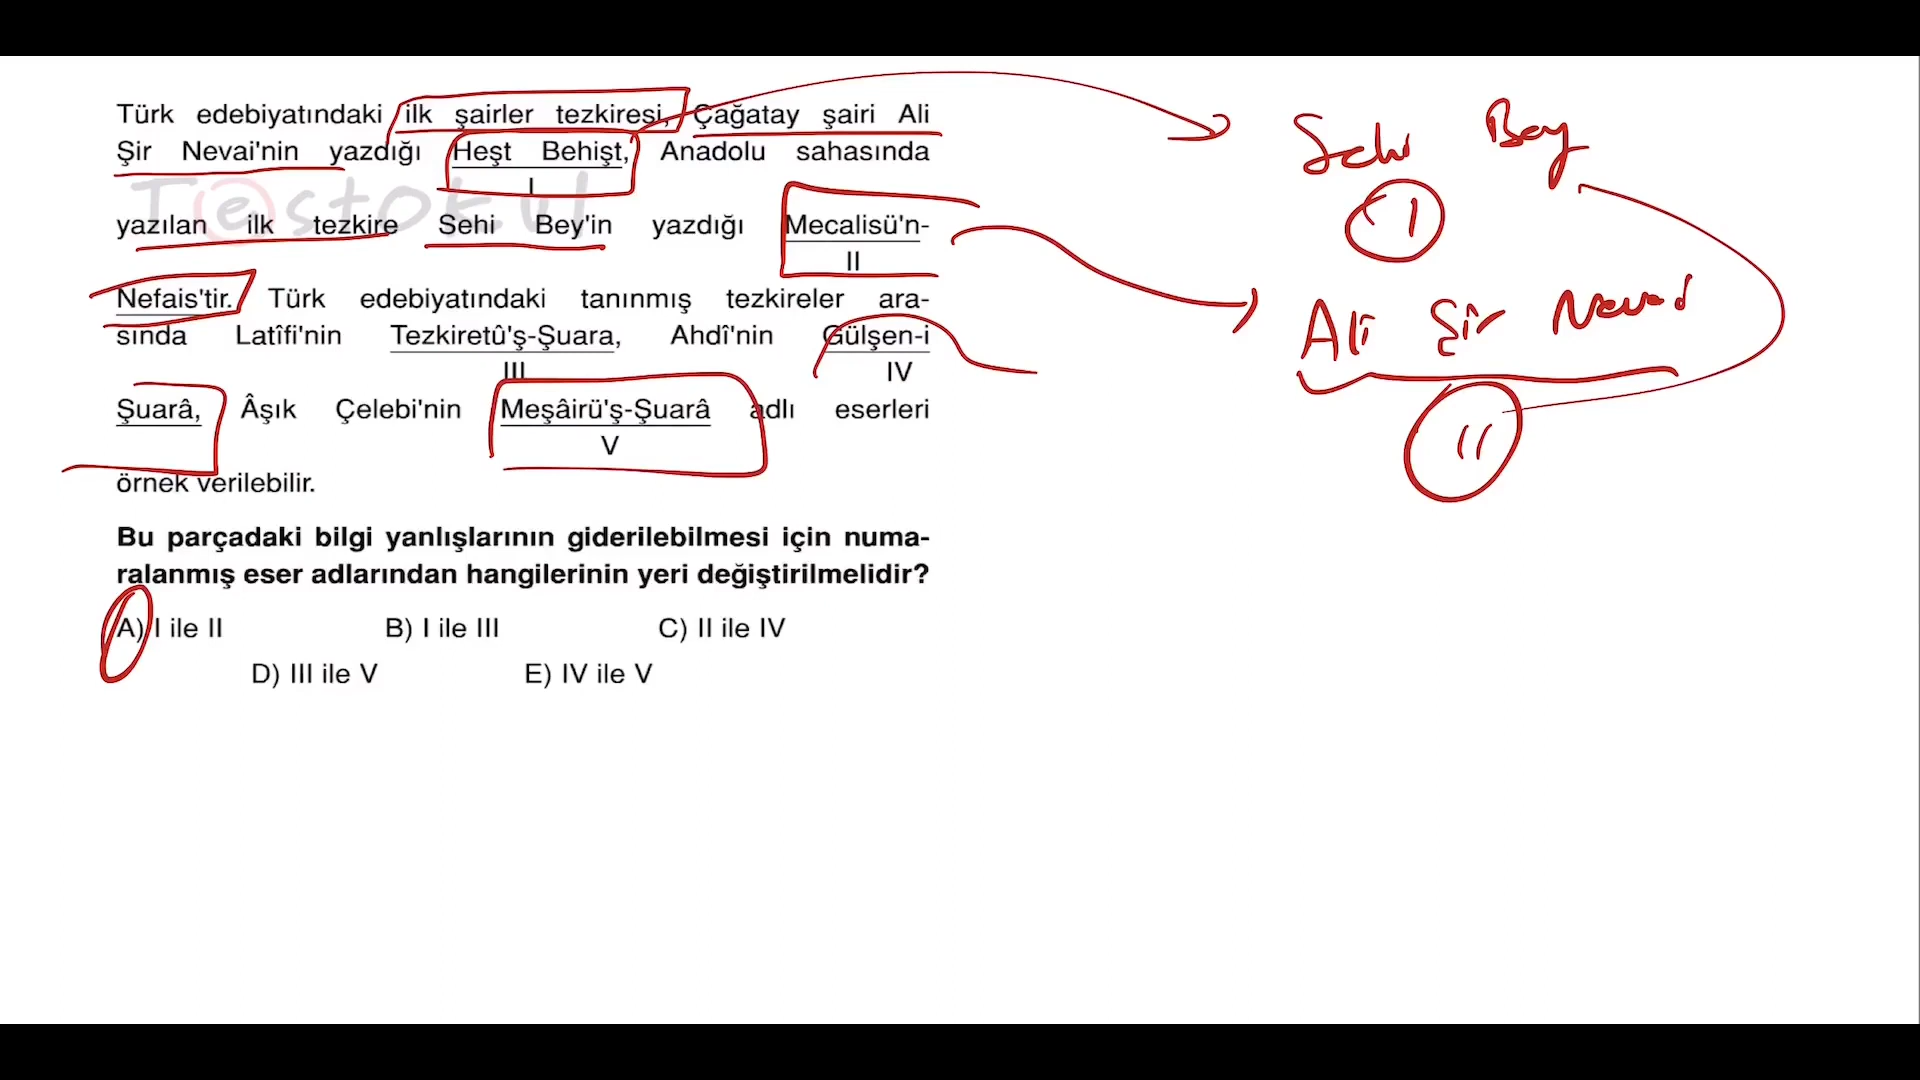 Türk edebiyatındaki ilk şairler tezkiresi, Çağatay şairi Ali
Şir Nevai'nin yazdığı Heşt Behişt, Anadolu sahasında
I
T@stokul
yazılan ilk tezkire Sehi Bey'in yazdığı Mecalisü'n-
II
Nefais'tir. Türk edebiyatındaki tanınmış tezkireler ara-
sında Latîfi'nin Tezkiretû'ş-Şuara, Ahdî'nin Gülşen-i
III IV
Şuarâ, Âşık Çelebi'nin Meşâirü'ş-Şuarâ adlı eserleri
V
örnek verilebilir.
Bu parçadaki bilgi yanlışlarının giderilebilmesi için numa-
ralanmış eser adlarından hangilerinin yeri değiştirilmelidir?
A) I ile II B) I ile III C) II ile IV
D) III ile V E) IV ile V
Sehi Bey
I
Ali Şir Nevai
II